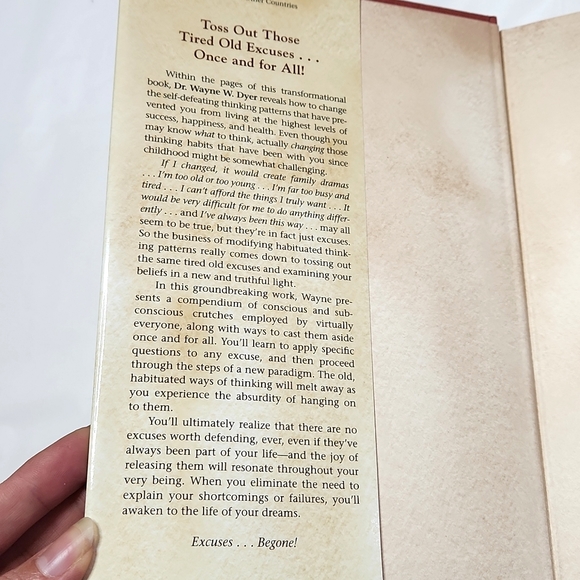 Countries
Toss Out Those
Tired Old Excuses . . .
Once and for All!
Within the pages of this transformational
book, Dr. Wayne W. Dyer reveals how to change
the self-defeating thinking patterns that have pre-
vented you from living at the highest levels of
success, happiness, and health. Even though you
may know what to think, actually changing those
thinking habits that have been with you since
childhood might be somewhat challenging.
If I changed, it would create family dramas
. . . I'm too old or too young . . . I'm far too busy and
tired . . . I can't afford the things I truly want . . . It
would be very difficult for me to do anything differ-
ently . . . and I've always been this way . . . may all
seem to be true, but they're in fact just excuses.
So the business of modifying habituated think-
ing patterns really comes down to tossing out
the same tired old excuses and examining your
beliefs in a new and truthful light.
In this groundbreaking work, Wayne pre-
sents a compendium of conscious and sub-
conscious crutches employed by virtually
everyone, along with ways to cast them aside
once and for all. You'll learn to apply specific
questions to any excuse, and then proceed
through the steps of a new paradigm. The old,
habituated ways of thinking will melt away as
you experience the absurdity of hanging on
to them.
You'll ultimately realize that there are no
excuses worth defending, ever, even if they've
always been part of your life—and the joy of
releasing them will resonate throughout your
very being. When you eliminate the need to
explain your shortcomings or failures, you'll
awaken to the life of your dreams.
Excuses . . . Begone!